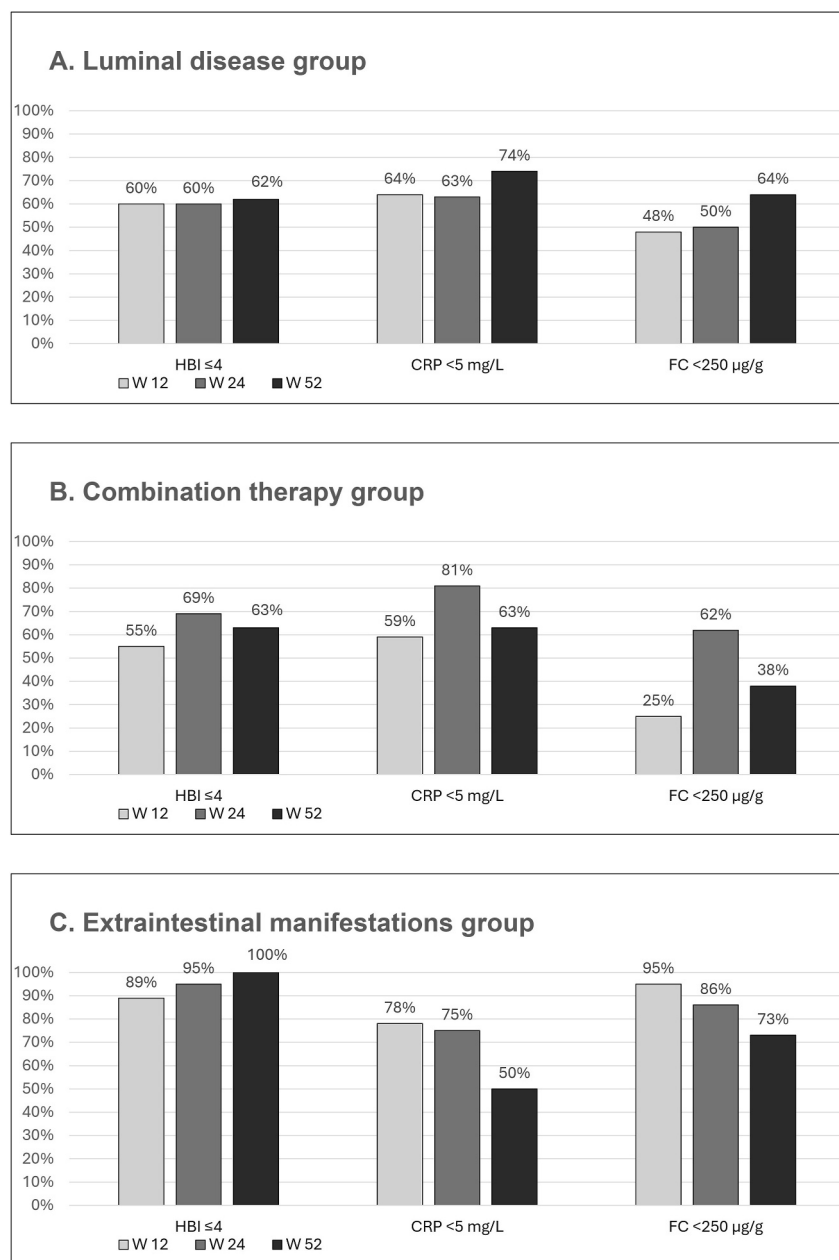 A. Luminal disease group
100%
90%
80%
70%
60%
50%
40%
30%
20%
10%
0%
60% 60% 62%
64% 63% 74%
48% 50% 64%
HBI ≤4 CRP <5 mg/L FC <250 µg/g
W 12 W 24 W 52
B. Combination therapy group
100%
90%
80%
70%
60%
50%
40%
30%
20%
10%
0%
55% 69% 63%
59% 81% 63%
25% 62% 38%
HBI ≤4 CRP <5 mg/L FC <250 µg/g
W 12 W 24 W 52
C. Extraintestinal manifestations group
100%
90%
80%
70%
60%
50%
40%
30%
20%
10%
0%
89% 95% 100%
78% 75% 50%
95% 86% 73%
HBI ≤4 CRP <5 mg/L FC <250 µg/g
W 12 W 24 W 52